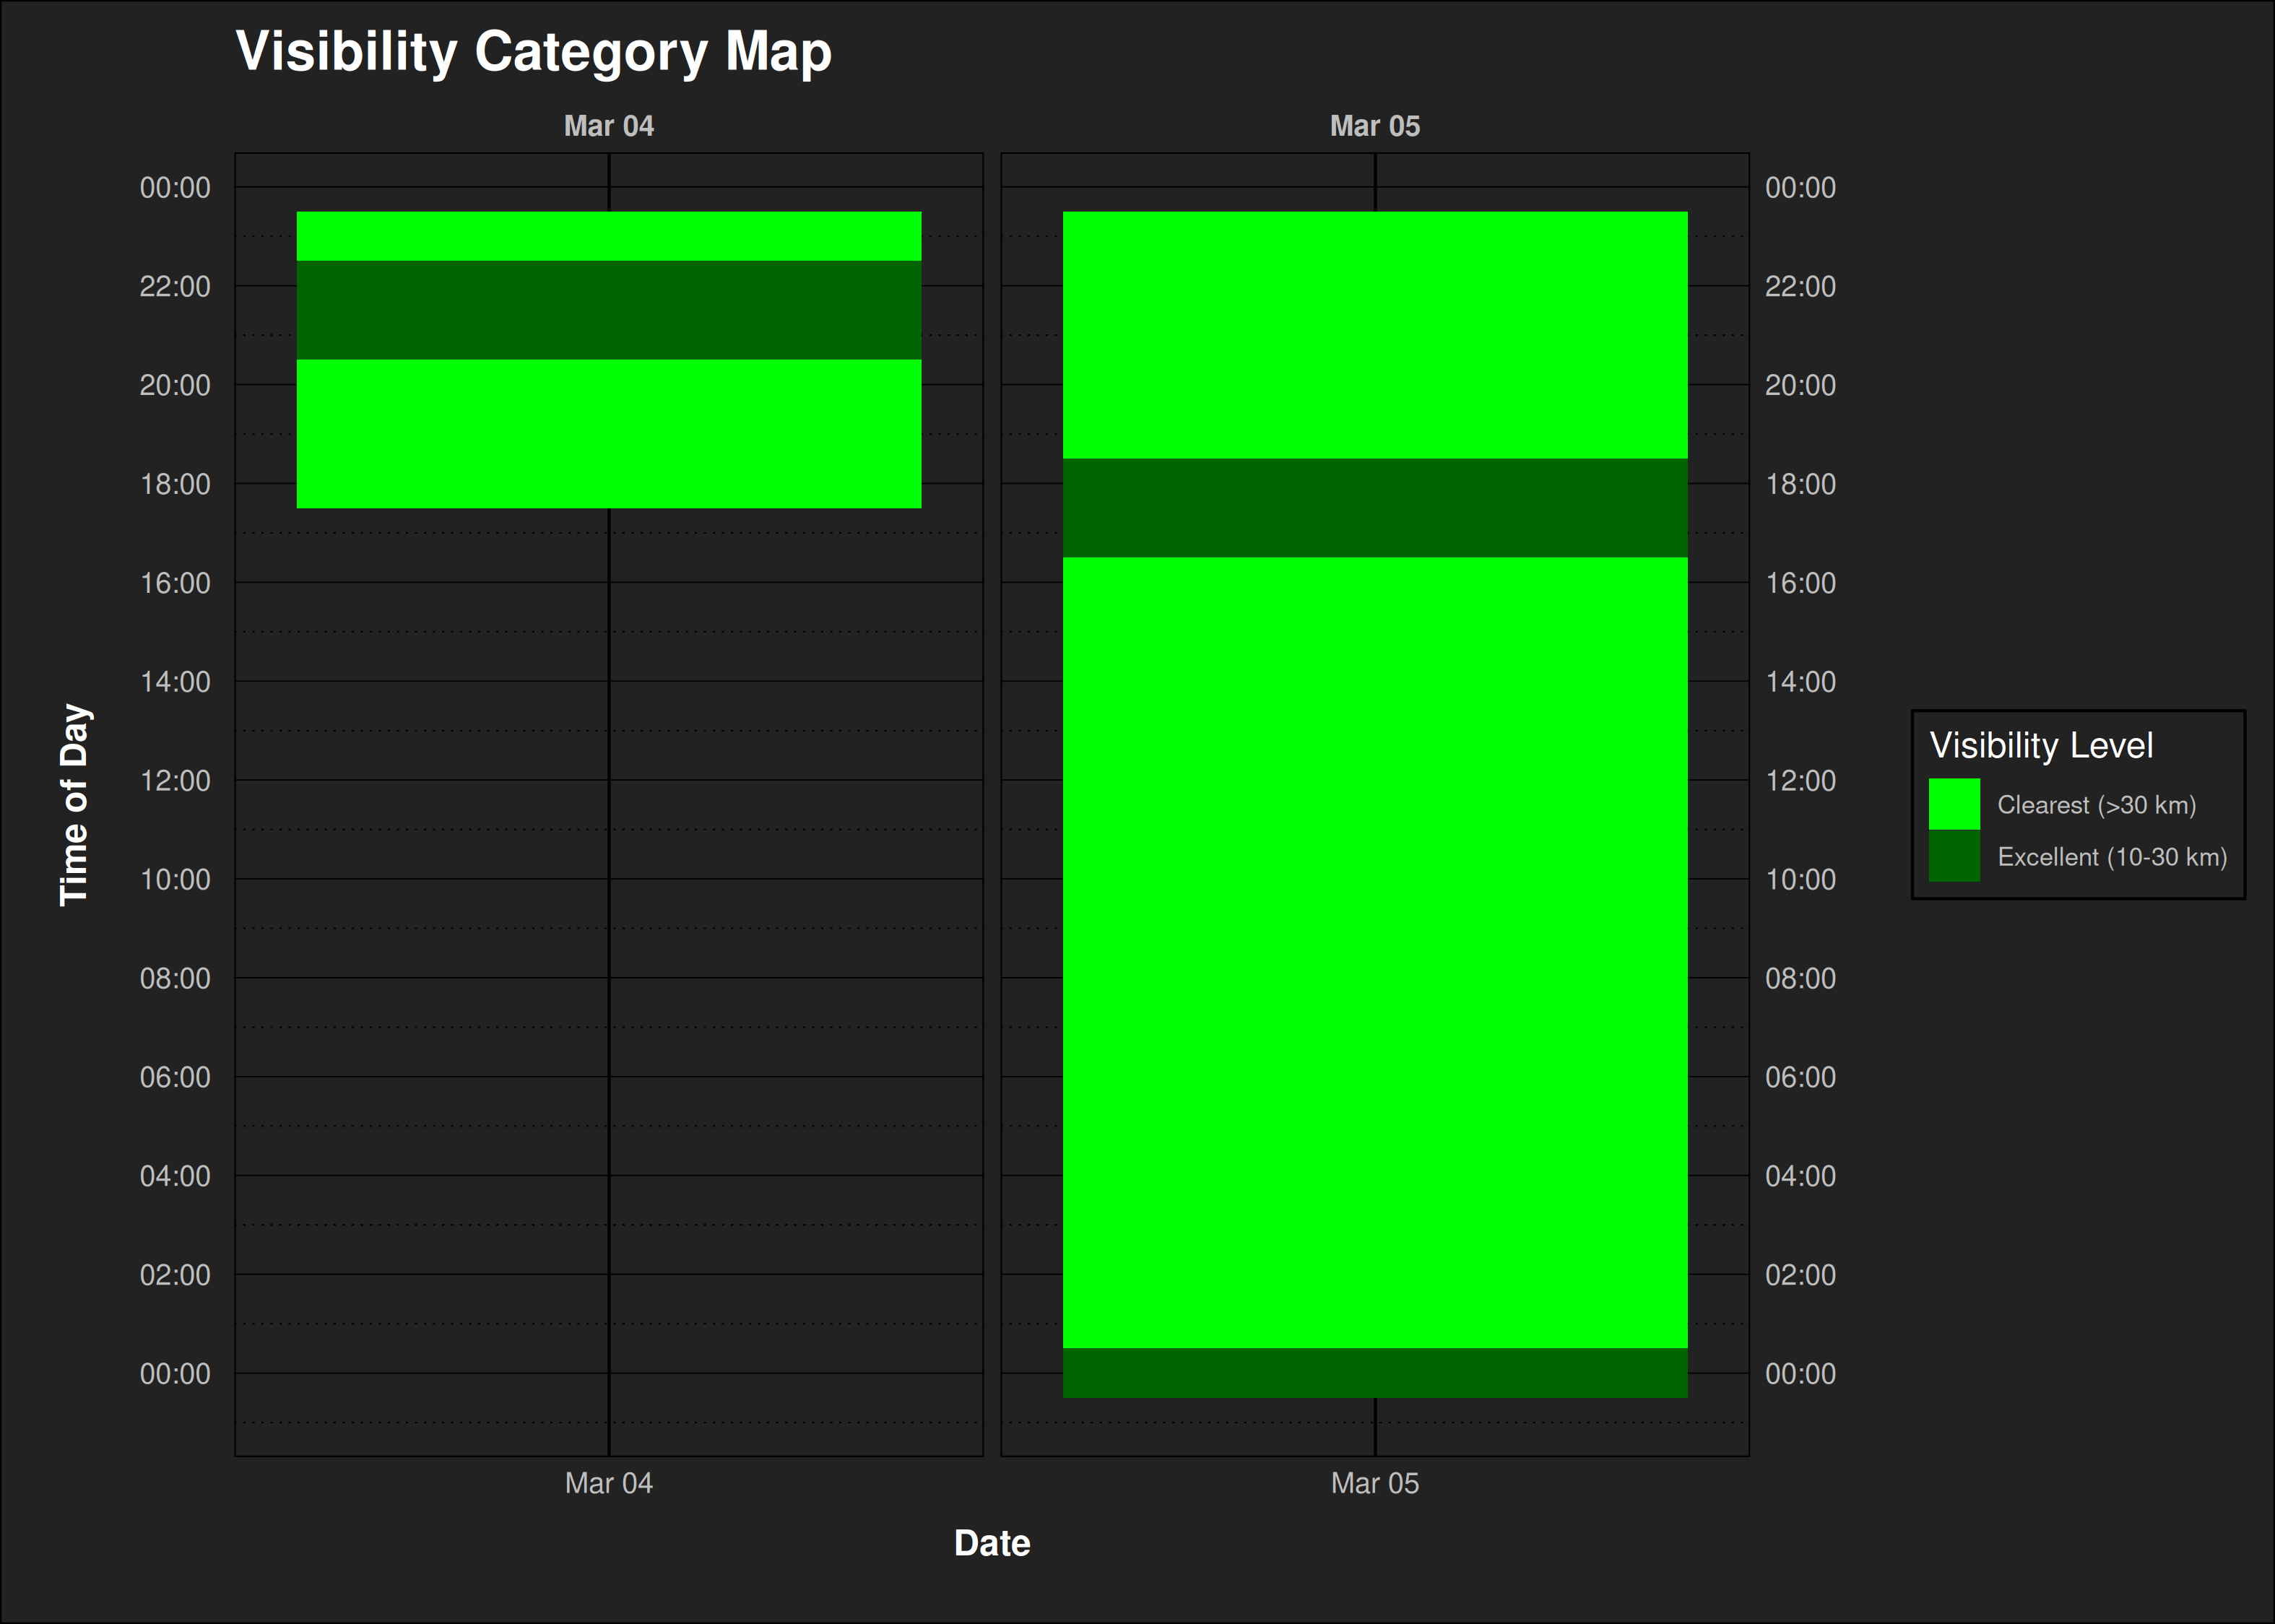 Visibility Category Map
Mar 04
Mar 05
00:00
22:00
20:00
18:00
16:00
14:00
12:00
10:00
08:00
06:00
04:00
02:00
00:00
Time of Day
00:00
22:00
20:00
18:00
16:00
14:00
12:00
10:00
08:00
06:00
04:00
02:00
00:00
Mar 04
Mar 05
Date
Visibility Level
Clearest (>30 km)
Excellent (10-30 km)